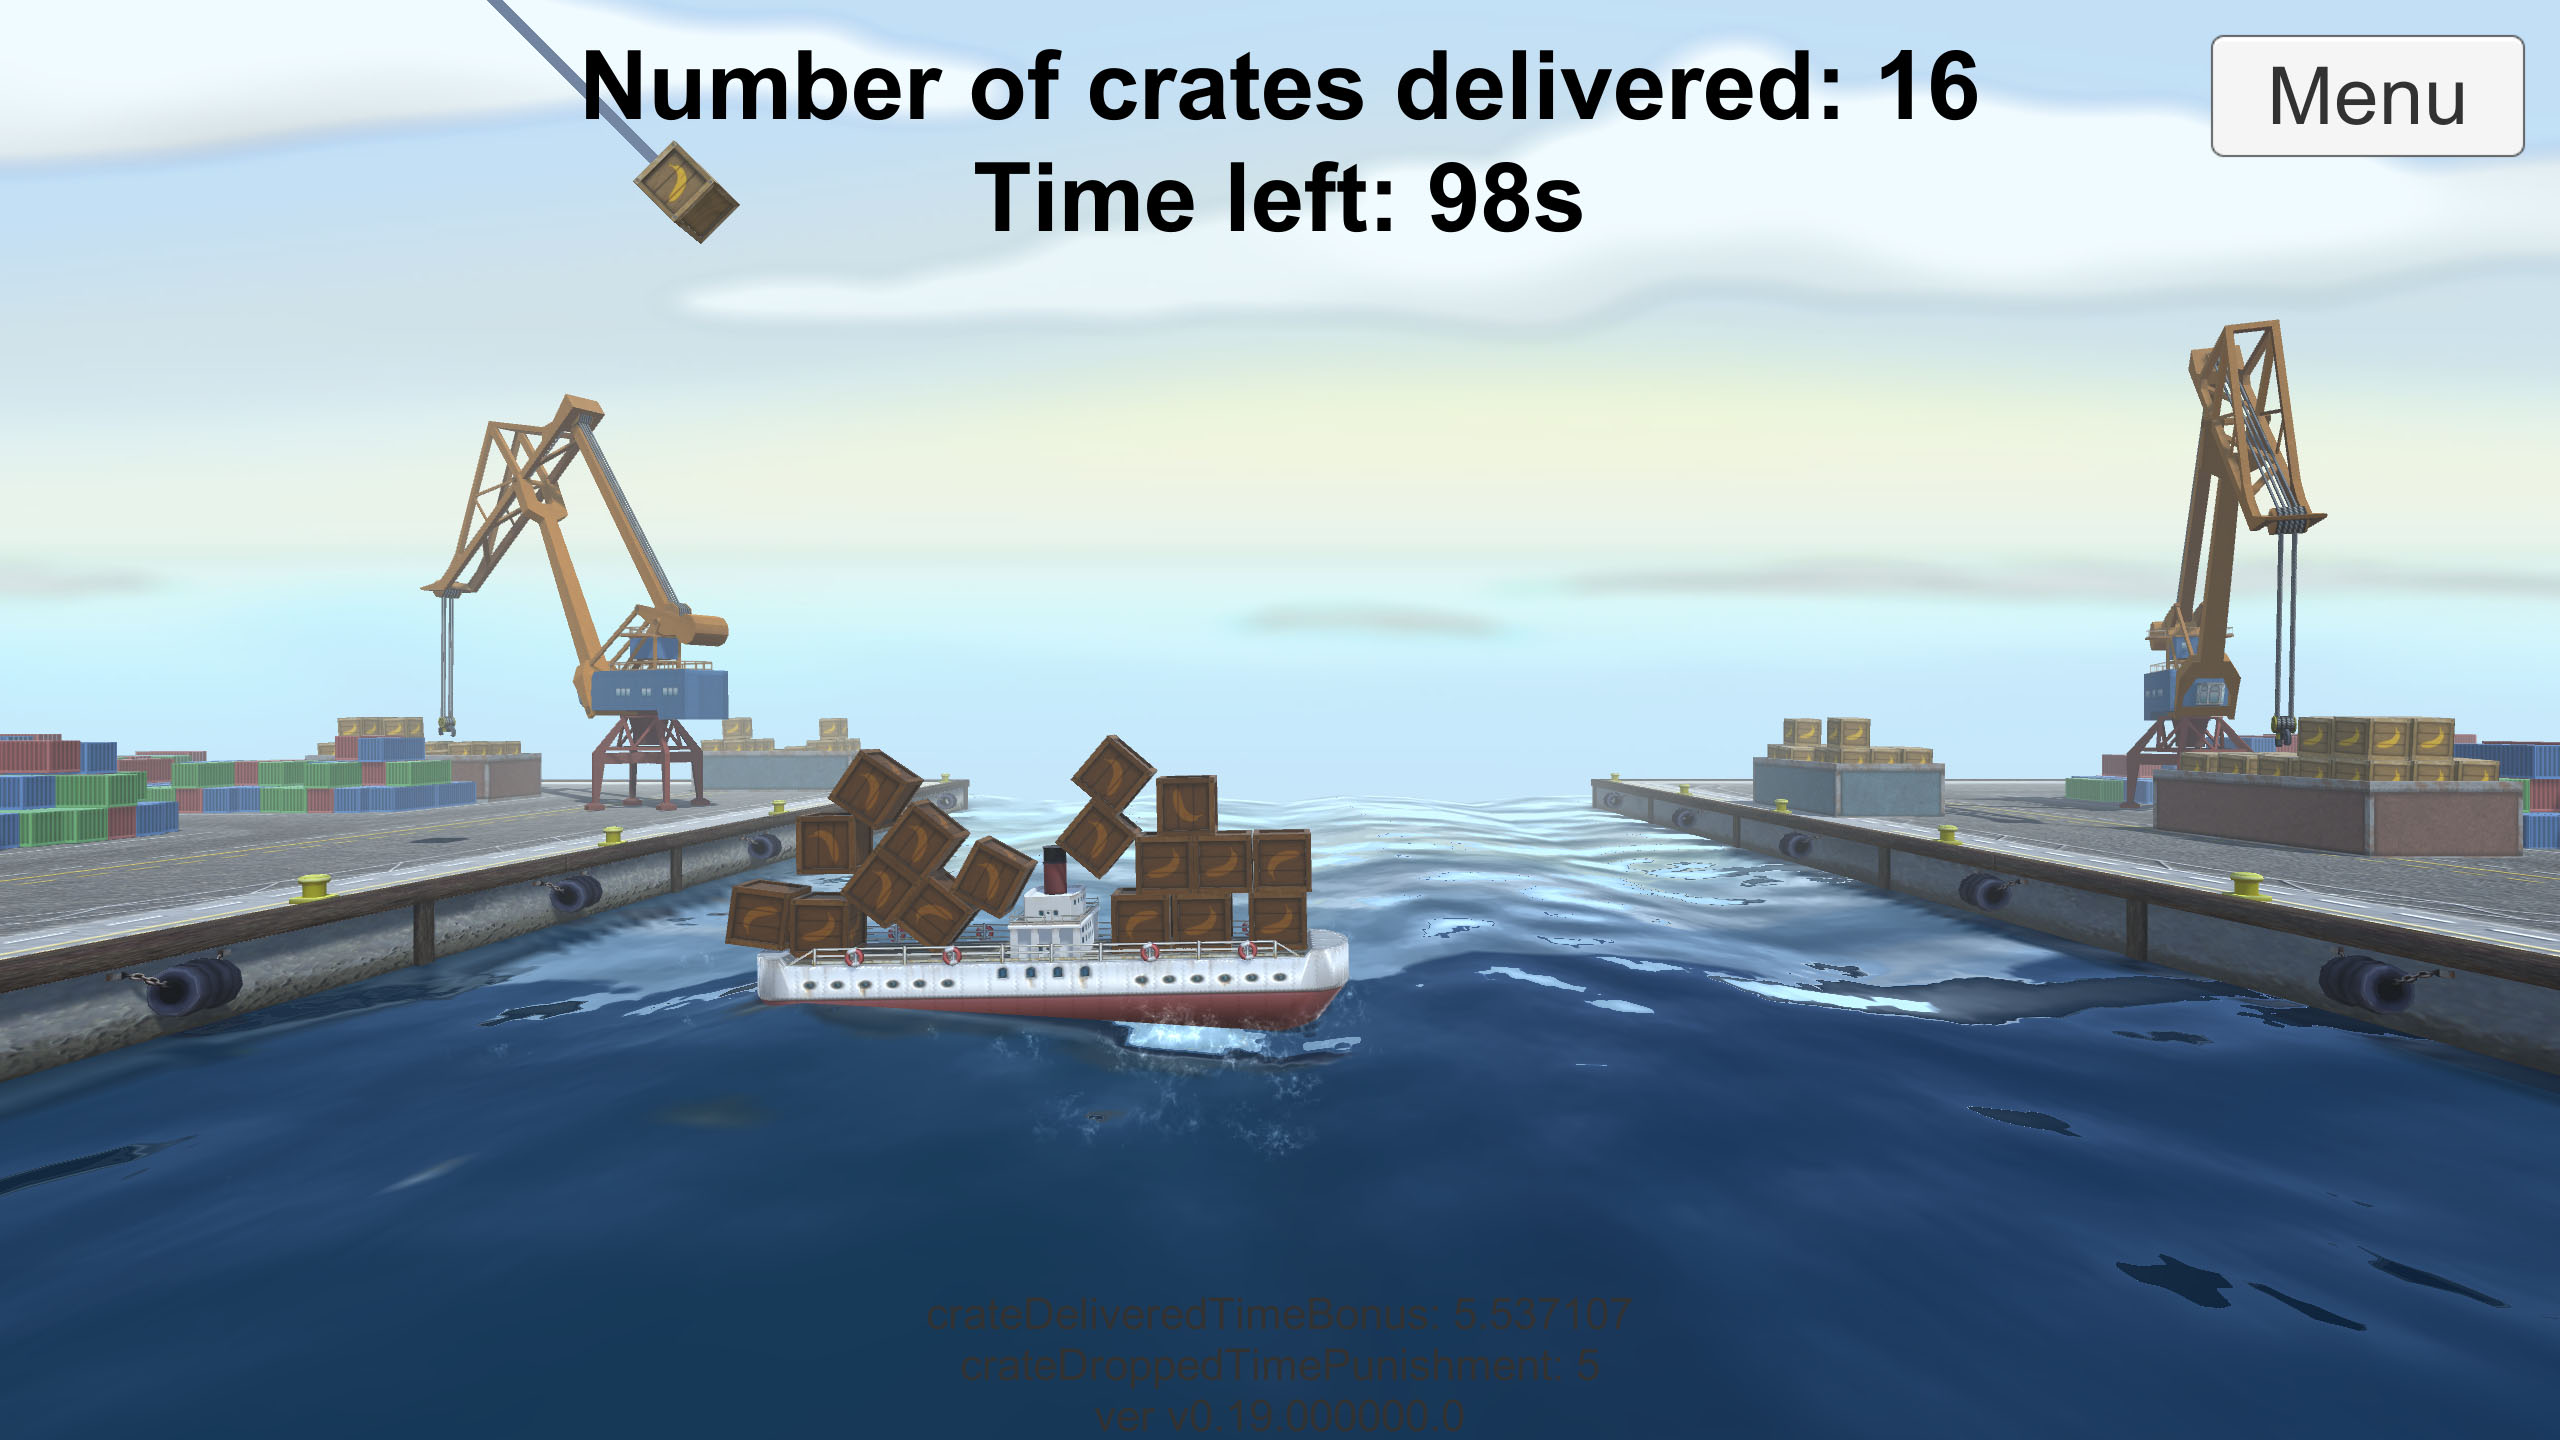 Number of crates delivered: 16
Time left: 98s
Menu
crateDeliveredTimeBonus: 5.537107
crateDroppedTimePunishment: 5
ver v0.19.000000.0